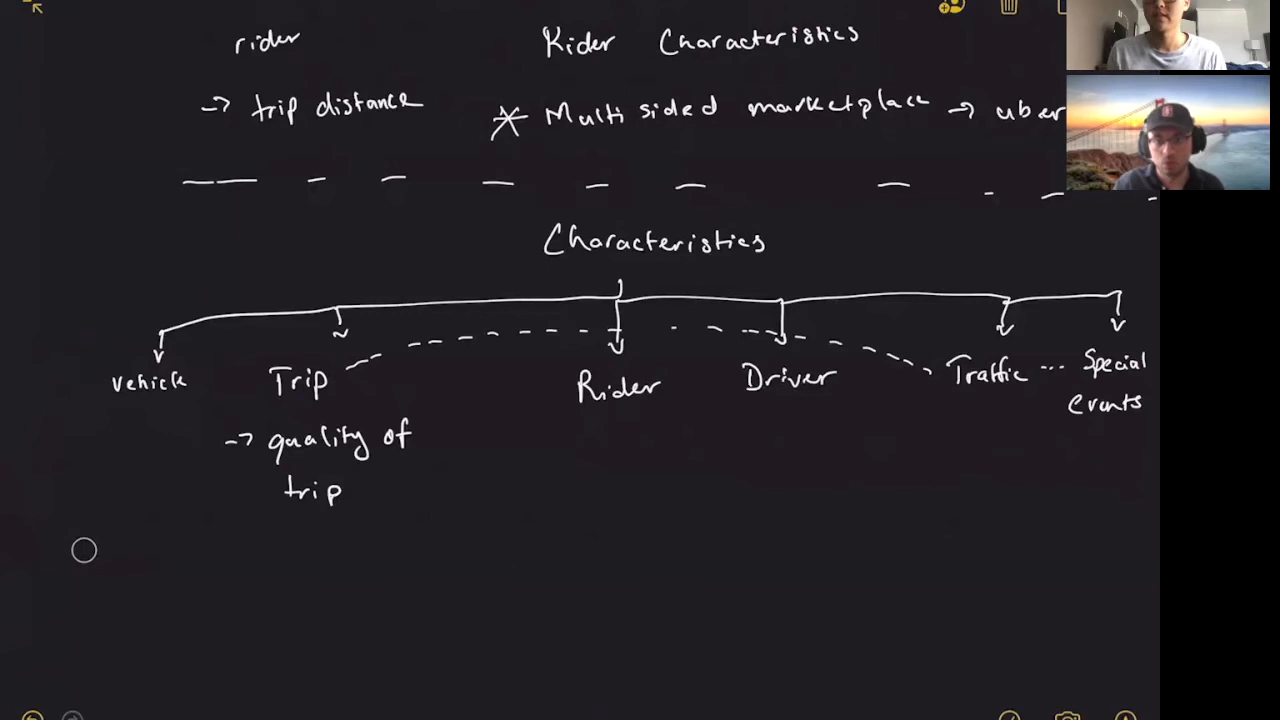 rider Rider Characteristics
-> trip distance * Multi sided marketplace -> uber
Characteristics
vehicle Trip Rider Driver Traffic ... Special
events
-> quality of
trip